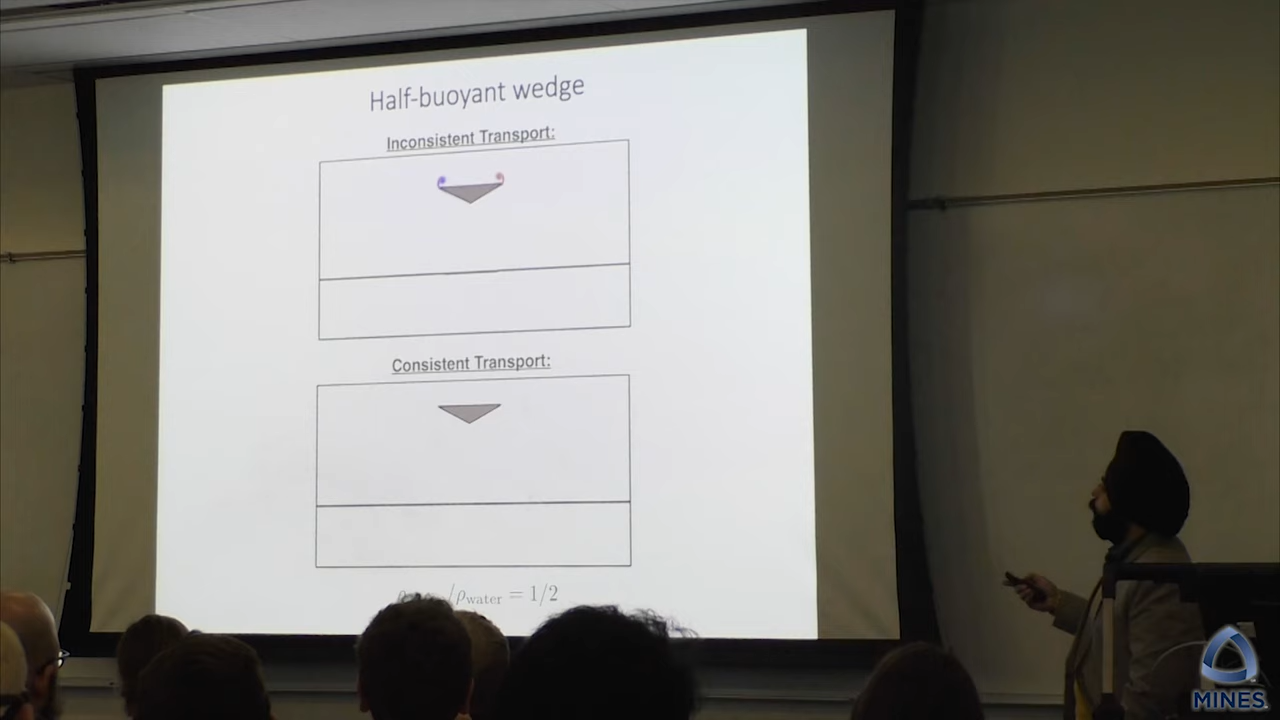 Half-buoyant wedge
Inconsistent Transport:
Consistent Transport:
/ρwater = 1/2
MINES